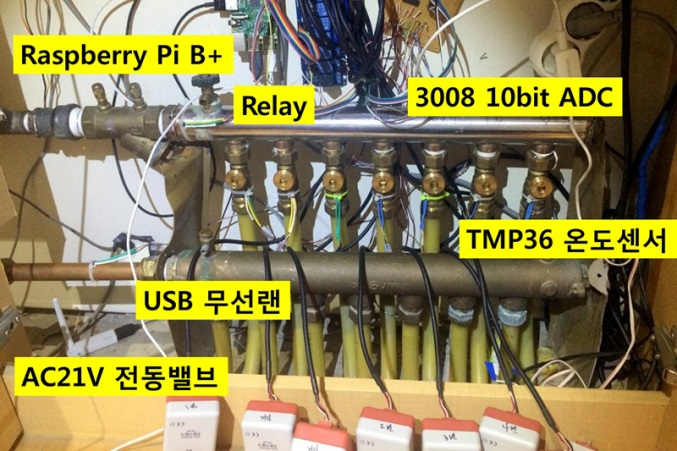 Raspberry Pi B+
Relay
3008 10bit ADC
TMP36 온도센서
USB 무선랜
AC21V 전동밸브